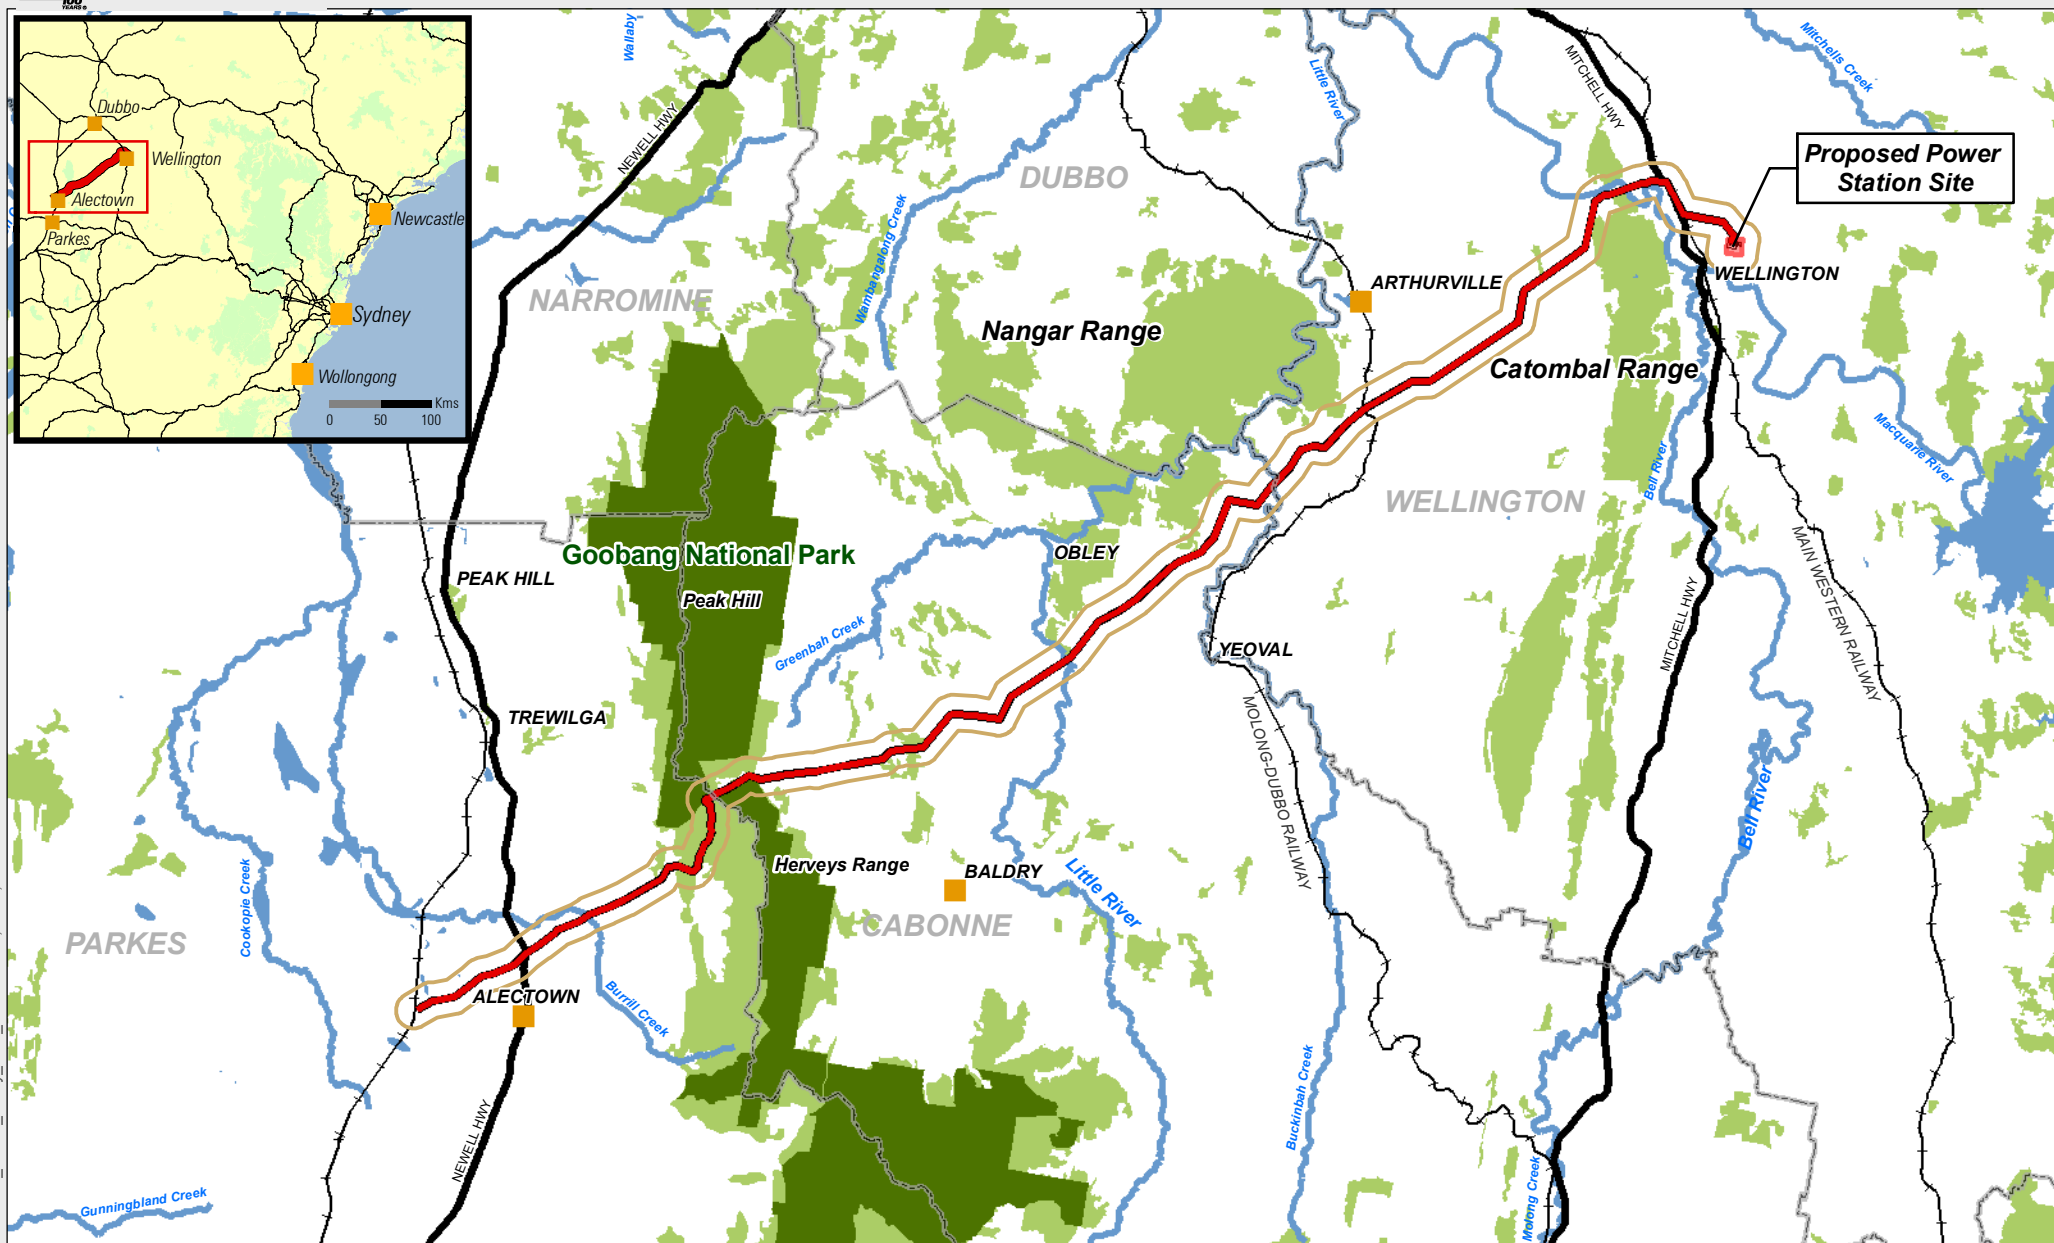 100
YEARS
Dubbo
Wellington
Alectown
Parkes
Newcastle
Sydney
Wollongong
Kms
0 50 100
Wallaby
NEWELL HWY
Little River
MITCHELL HWY
Mitchells Creek
Proposed Power
Station Site
DUBBO
Wambangalong Creek
NARROMINE
Nangar Range
ARTHURVILLE
WELLINGTON
Catombal Range
Macquarie River
Bell River
WELLINGTON
MAIN WESTERN RAILWAY
Goobang National Park
OBLEY
PEAK HILL
Peak Hill
Greenbah Creek
MITCHELL HWY
YEOVAL
TREWILGA
MOLONG-DUBBO RAILWAY
Bell River
Herveys Range
BALDRY
Little River
CABONNE
PARKES
Cookopie Creek
ALECTOWN
Burrill Creek
Buckinbah Creek
NEWELL HWY
Molong Creek
Gunningbland Creek